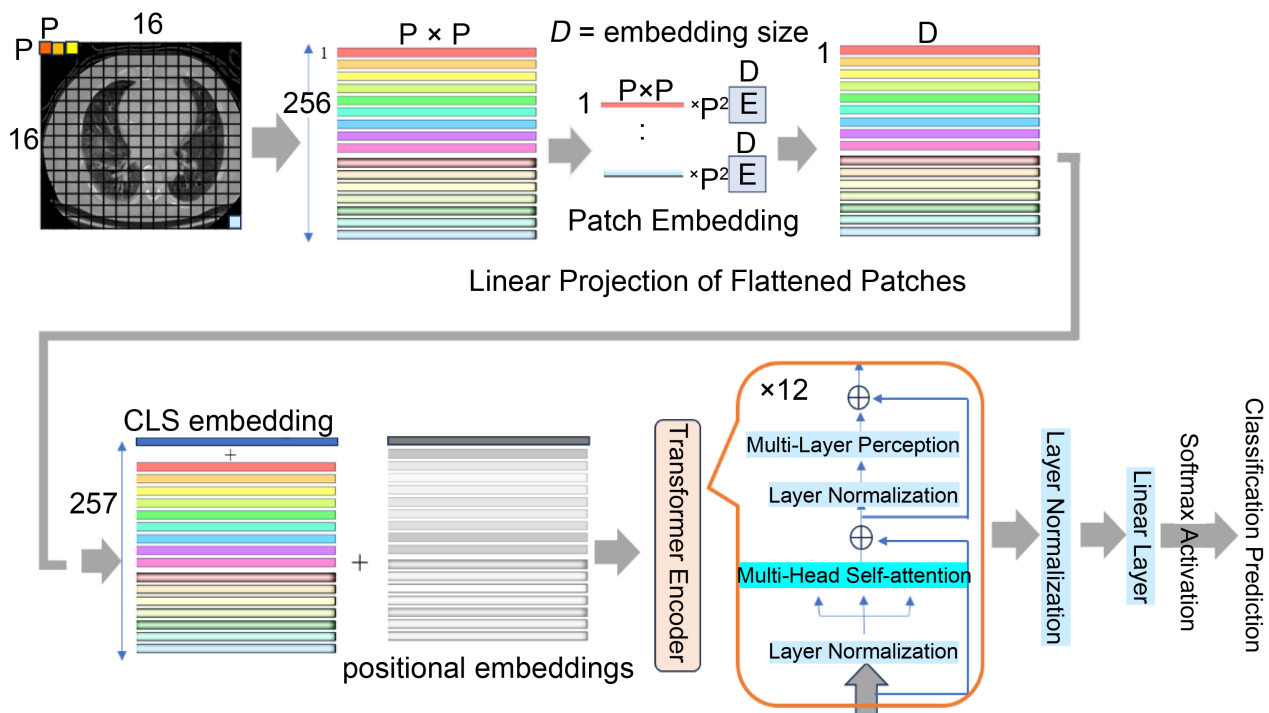 P
16
P
16
P × P
1
256
D = embedding size
1
P×P
×P²
D
E
:
D
×P²
E
Patch Embedding
D
1
Linear Projection of Flattened Patches
CLS embedding
+
257
+
positional embeddings
Transformer Encoder
×12
Multi-Layer Perception
Layer Normalization
Multi-Head Self-attention
Layer Normalization
Layer Normalization
Linear Layer
Softmax Activation
Classification Prediction